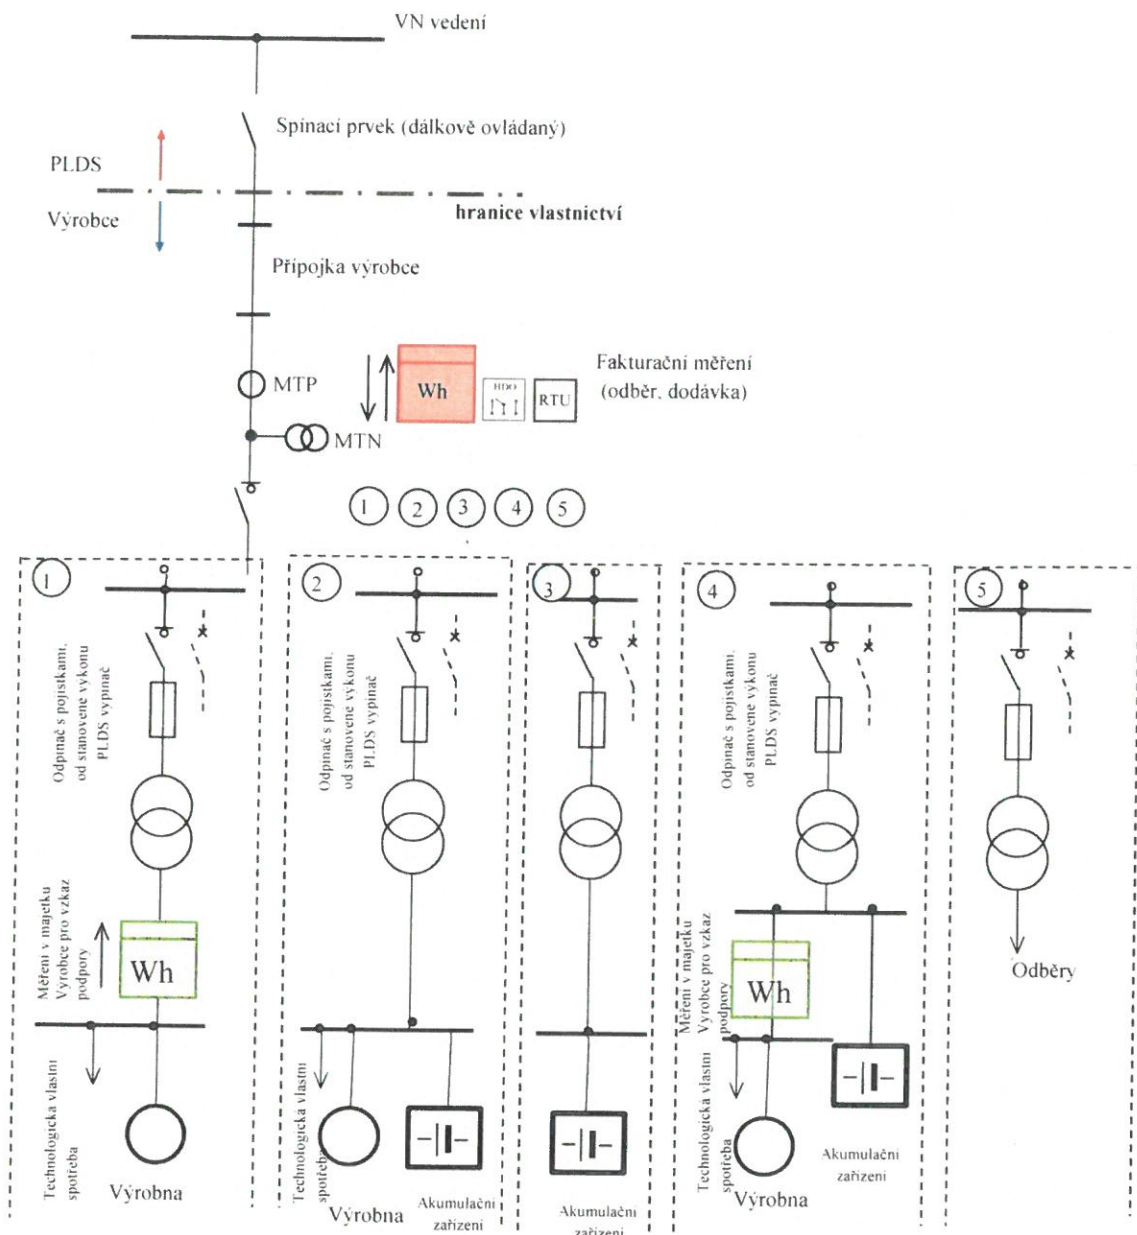 VN vedení
Spínací prvek (dálkově ovládaný)
PLDS
Výrobce
hranice vlastnictví
Přípojka výrobce
MTP
Wh
HDO
RTU
Fakturační měření
(odběr, dodávka)
MTN
1
2
3
4
5
1
Odpínač s pojistkami,
od stanovene výkonu
PLDS vypínač
Měření v majetku
Výrobce pro vzkaz
podpory
Wh
Technologická vlastní
spotřeba
Výrobna
2
Odpínač s pojistkami,
od stanovene výkonu
PLDS vypínač
Technologická vlastní
spotřeba
Výrobna
Akumulační
zařízení
3
Akumulační
zařízení
4
Odpínač s pojistkami,
od stanovene výkonu
PLDS vypínač
Měření v majetku
Výrobce pro vzkaz
podpory
Wh
Technologická vlastní
spotřeba
Výrobna
Akumulační
zařízení
5
Odběry